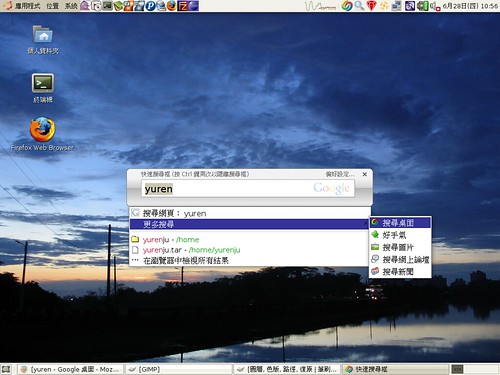 應用程式 位置 系統
6月28日(四) 10:56
個人資料夾
終端機
Firefox Web Browser
快速搜尋檔(按 Ctrl 鍵兩次以隱藏搜尋檔)
偏好設定...
yuren
Google
搜尋網頁： yuren
更多搜尋
yurenju - /home
yurenju.tar - /home/yurenju
在瀏覽器中檢視所有結果
搜尋桌面
好手氣
搜尋圖片
搜尋網上論壇
搜尋新聞
[yuren - Google 桌面 - Moz...
[GIMP]
[圖層, 色版, 路徑, 復原 | 筆刷...
快速搜尋檔